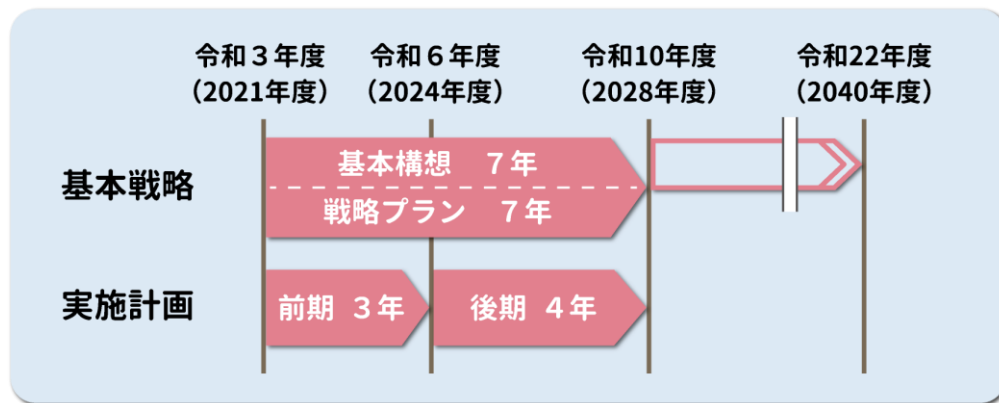 令和３年度
（2021年度）
令和６年度
（2024年度）
令和10年度
（2028年度）
令和22年度
（2040年度）
基本戦略
基本構想　７年
戦略プラン　７年
実施計画
前期 ３年
後期 ４年